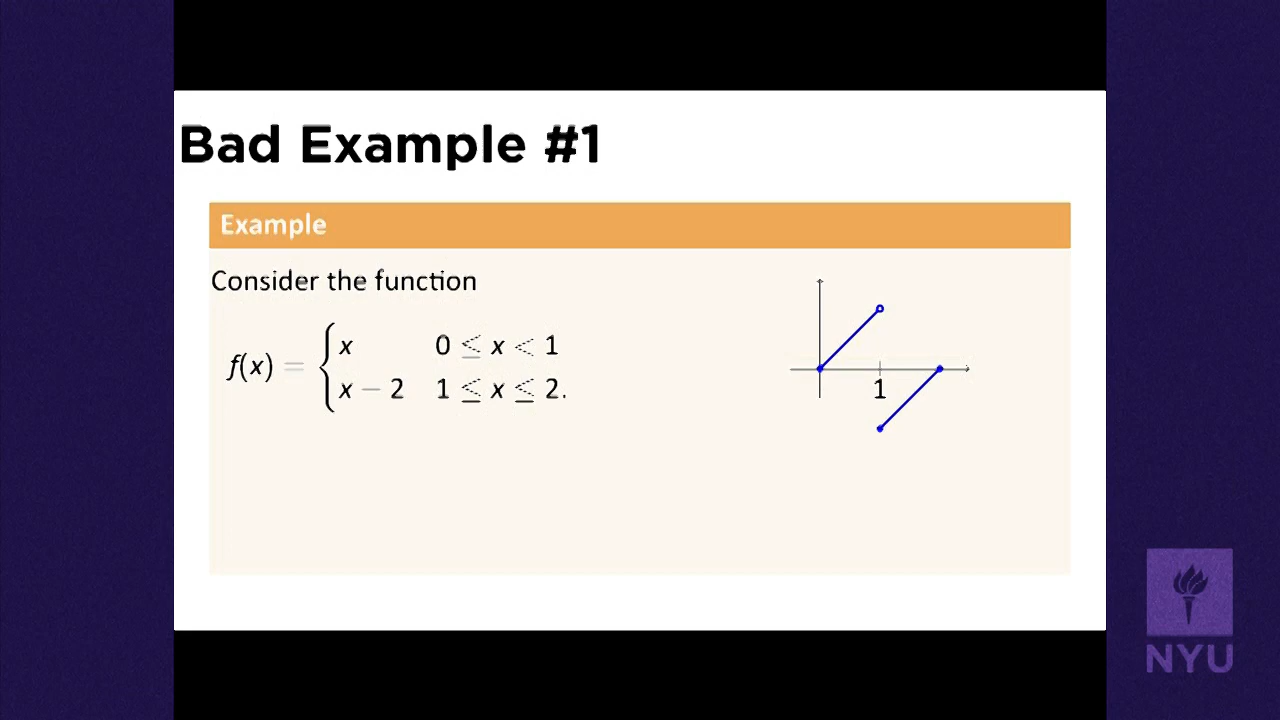 Bad Example #1
Example
Consider the function
f(x) = { x 0 ≤ x < 1
x − 2 1 ≤ x ≤ 2.
1
NYU